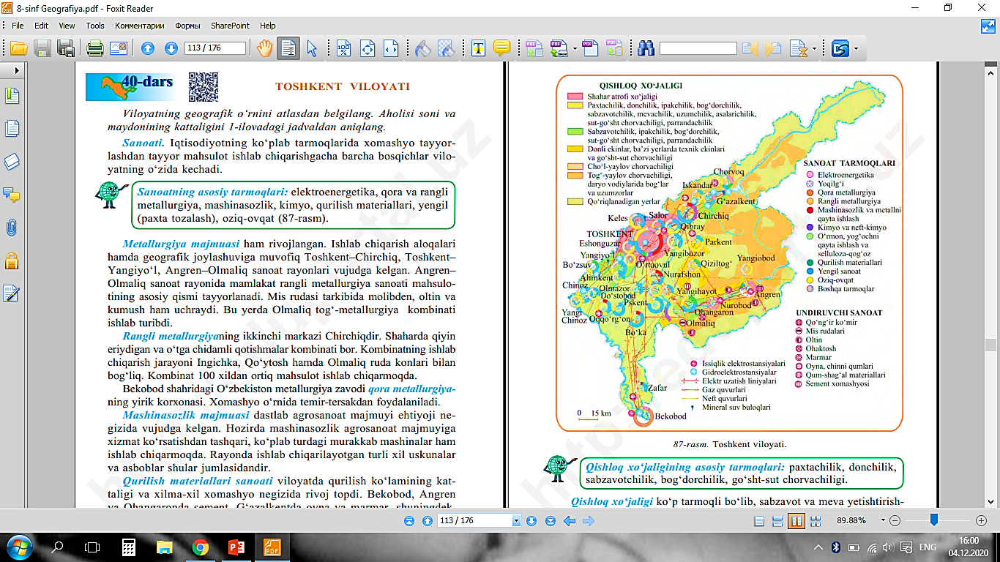 8-sinf Geografiya.pdf - Foxit Reader
File Edit View Tools Комментарии Формы SharePoint Help
113 / 176
40-dars
TOSHKENT VILOYATI
Viloyatning geografik o‘rnini atlasdan belgilang. Aholisi soni va
maydonining kattaligini 1-ilovadagi jadvaldan aniqlang.
Sanoati. Iqtisodiyotning ko‘plab tarmoqlarida xomashyo tayyor-
lashdan tayyor mahsulot ishlab chiqarishgacha barcha bosqichlar vilo-
yatning o‘zida kechadi.
Sanoatning asosiy tarmoqlari: elektroenergetika, qora va rangli
metallurgiya, mashinasozlik, kimyo, qurilish materiallari, yengil
(paxta tozalash), oziq-ovqat (87-rasm).
Metallurgiya majmuasi ham rivojlangan. Ishlab chiqarish aloqalari
hamda geografik joylashuviga muvofiq Toshkent–Chirchiq, Toshkent–
Yangiyo‘l, Angren–Olmaliq sanoat rayonlari vujudga kelgan. Angren–
Olmaliq sanoat rayonida mamlakat rangli metallurgiya sanoati mahsulo-
tining asosiy qismi tayyorlanadi. Mis rudasi tarkibida molibden, oltin va
kumush ham uchraydi. Bu yerda Olmaliq tog‘-metallurgiya kombinati
ishlab turibdi.
Rangli metallurgiyaning ikkinchi markazi Chirchiqdir. Shaharda qiyin
eriydigan va o‘tga chidamli qotishmalar kombinati bor. Kombinatning ishlab
chiqarish jarayoni Ingichka, Qo‘ytosh hamda Olmaliq ruda konlari bilan
bog‘liq. Kombinat 100 xildan ortiq mahsulot ishlab chiqarmoqda.
Bekobod shahridagi O‘zbekiston metallurgiya zavodi qora metallurgiya-
ning yirik korxonasi. Xomashyo o‘rnida temir-tersakdan foydalaniladi.
Mashinasozlik majmuasi dastlab agrosanoat majmuyi ehtiyoji ne-
gizida vujudga kelgan. Hozirda mashinasozlik agrosanoat majmuyiga
xizmat ko‘rsatishdan tashqari, ko‘plab turdagi murakkab mashinalar ham
ishlab chiqarmoqda. Rayonda ishlab chiqarilayotgan turli xil uskunalar
va asboblar shular jumlasidandir.
Qurilish materiallari sanoati viloyatda qurilish ko‘lamining kat-
taligi va xilma-xil xomashyo negizida rivoj topdi. Bekobod, Angren
va Ohangaronda sement, G‘azalkentda oyna va marmar, shuningdek,
QISHLOQ XO‘JALIGI
Shahar atrofi xo‘jaligi
Paxtachilik, donchilik, ipakchilik, bog‘dorchilik,
sabzavotchilik, mevachilik, uzumchilik, asalarichilik,
sut-go‘sht chorvachiligi, parrandachilik
Sabzavotchilik, ipakchilik, bog‘dorchilik,
sut-go‘sht chorvachiligi, parrandachilik
Donli ekinlar, ba’zi yerlarda texnik ekinlari
va go‘sht-sut chorvachiligi
Cho‘l-yaylov chorvachiligi
Tog‘-yaylov chorvachiligi,
daryo vodiylarida bog‘lar
va uzumzorlar
Qo‘riqlanadigan yerlar
SANOAT TARMOQLARI
Elektroenergetika
Yoqilg‘i
Qora metallurgiya
Rangli metallurgiya
Mashinasozlik va metallni
qayta ishlash
Kimyo va neft-kimyo
O‘rmon, yog‘ochni
qayta ishlash va
selluloza-qog‘oz
Qurilish materiallari
Yengil sanoat
Oziq-ovqat
Boshqa tarmoqlar
UNDIRUVCHI SANOAT
Qo‘ng‘ir ko‘mir
Mis rudalari
Oltin
Ohaktosh
Marmar
Oyna, chinni qumlari
Qum-shag‘al materiallari
Sement xomashyosi
Chorvoq
Iskandar
G‘azalkent
Keles
Salor
Chirchiq
Qibray
TOSHKENT
Eshonguzar
Parkent
Yangiyo‘l
Yangibozor
Yangiobod
Bo‘zsuv
O‘rtaovul
Qiziltog‘
Alimkent
Nurafshon
Chinoz
Olmazor
Yangihayot
Do‘stobod
Angren
Pskent
Nurobod
Yangi
Chinoz
Oqqo‘rg‘on
Ohangaron
Olmaliq
Bo‘ka
Zafar
Bekobod
Issiqlik elektrostansiyalari
Gidroelektrostansiyalar
Elektr uzatish liniyalari
Gaz quvurlari
Neft quvurlari
Mineral suv buloqlari
0 15 km
87-rasm. Toshkent viloyati.
Qishloq xo‘jaligining asosiy tarmoqlari: paxtachilik, donchilik,
sabzavotchilik, bog‘dorchilik, go‘sht-sut chorvachiligi.
Qishloq xo‘jaligi ko‘p tarmoqli bo‘lib, sabzavot va meva yetishtirish-
113 / 176
89.88%
ENG
16:00
04.12.2020